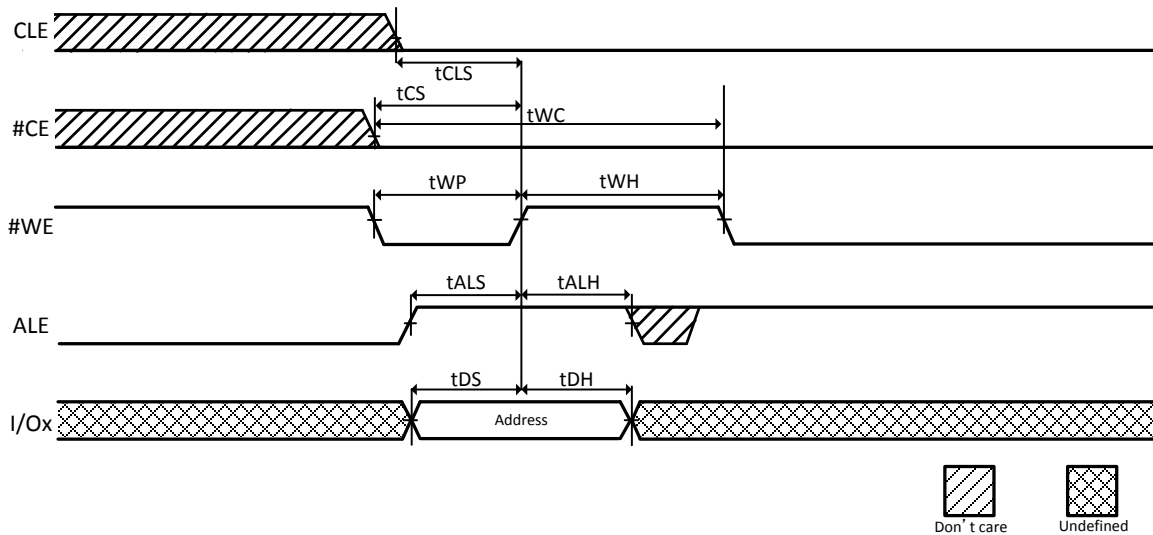 CLE
tCLS
tCS
#CE
tWC
tWP
tWH
#WE
tALS
tALH
ALE
tDS
tDH
I/Ox
Address
Don’t care
Undefined